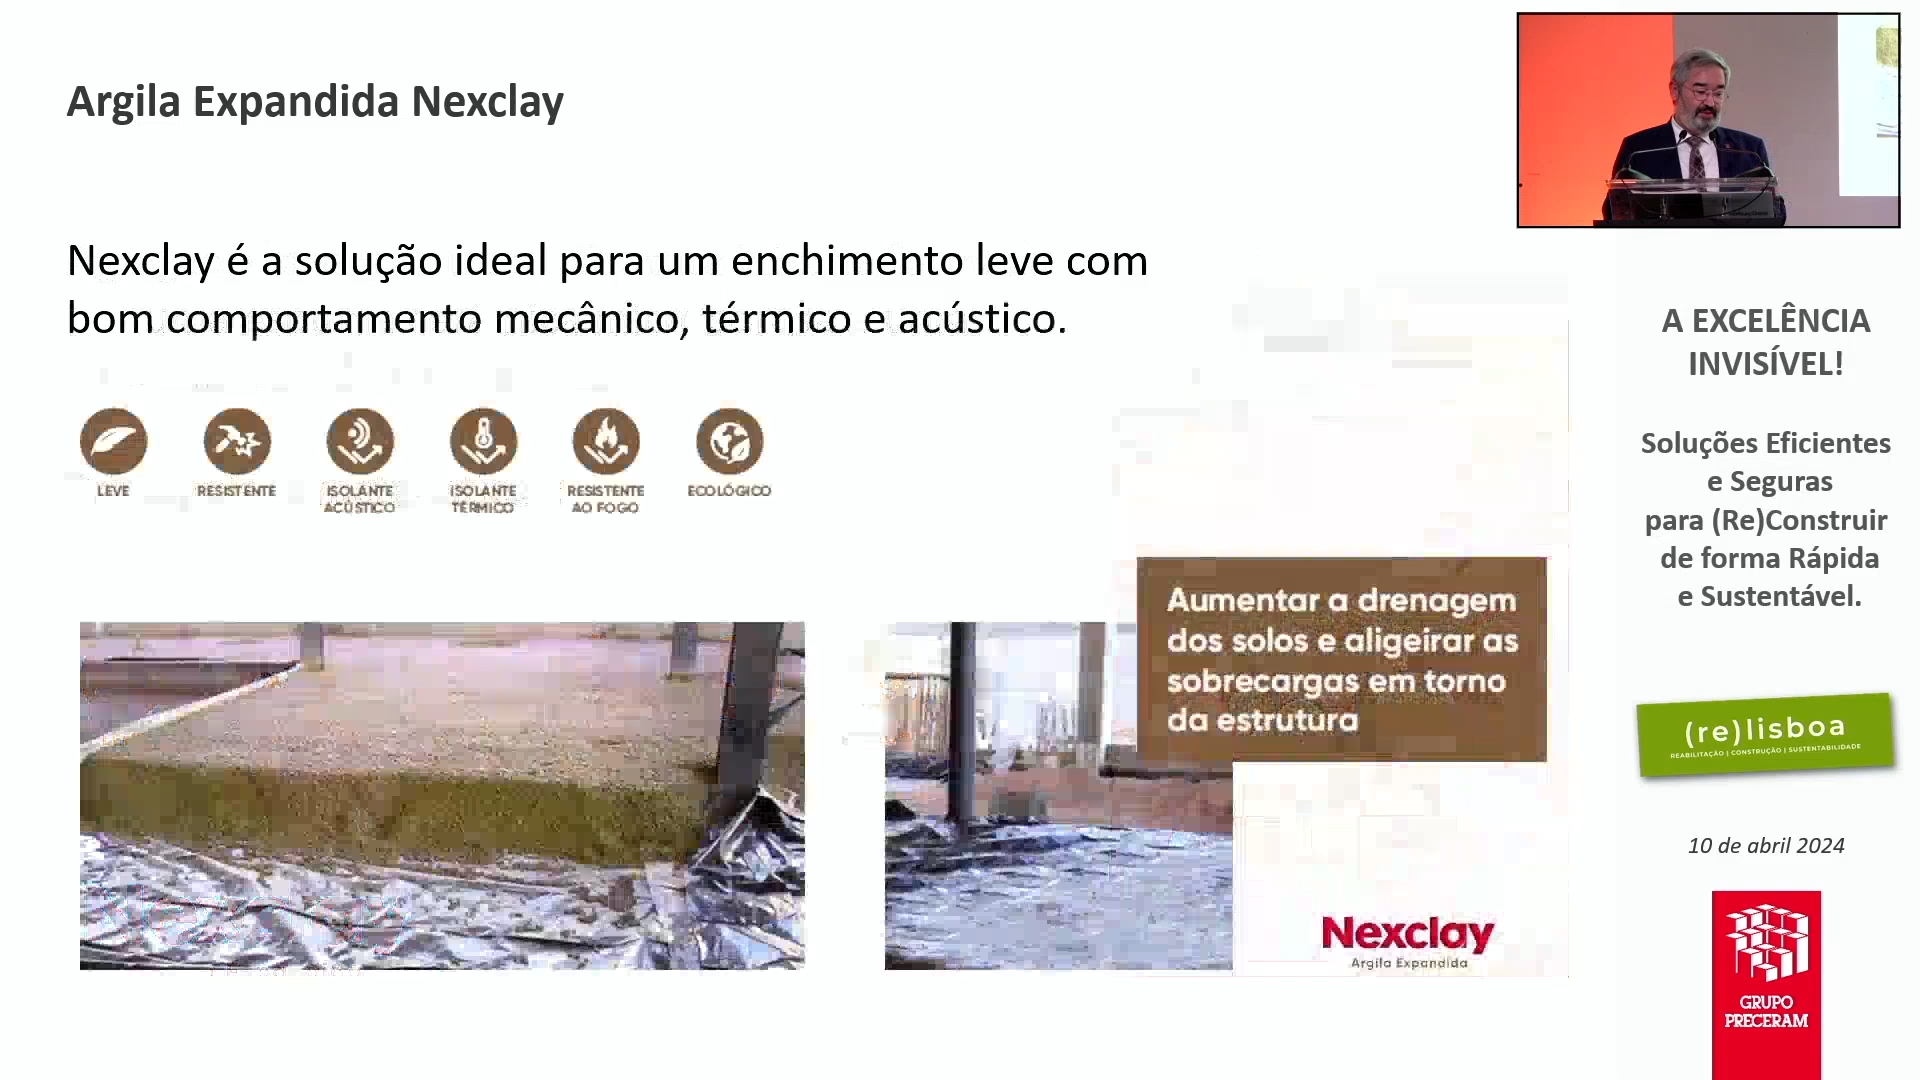 Argila Expandida Nexclay
Nexclay é a solução ideal para um enchimento leve com
bom comportamento mecânico, térmico e acústico.
LEVE
RESISTENTE
ISOLANTE
ACÚSTICO
ISOLANTE
TÉRMICO
RESISTENTE
AO FOGO
ECOLÓGICO
Aumentar a drenagem
dos solos e aligeirar as
sobrecargas em torno
da estrutura
Nexclay
Argila Expandida
A EXCELÊNCIA
INVISÍVEL!
Soluções Eficientes
e Seguras
para (Re)Construir
de forma Rápida
e Sustentável.
(re)lisboa
REABILITAÇÃO | CONSTRUÇÃO | SUSTENTABILIDADE
10 de abril 2024
GRUPO
PRECERAM